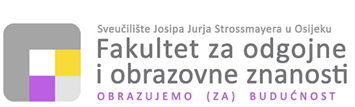 Sveučilište Josipa Jurja Strossmayera u Osijeku
Fakultet za odgojne
i obrazovne znanosti
OBRAZUJEMO (ZA) BUDUĆNOST